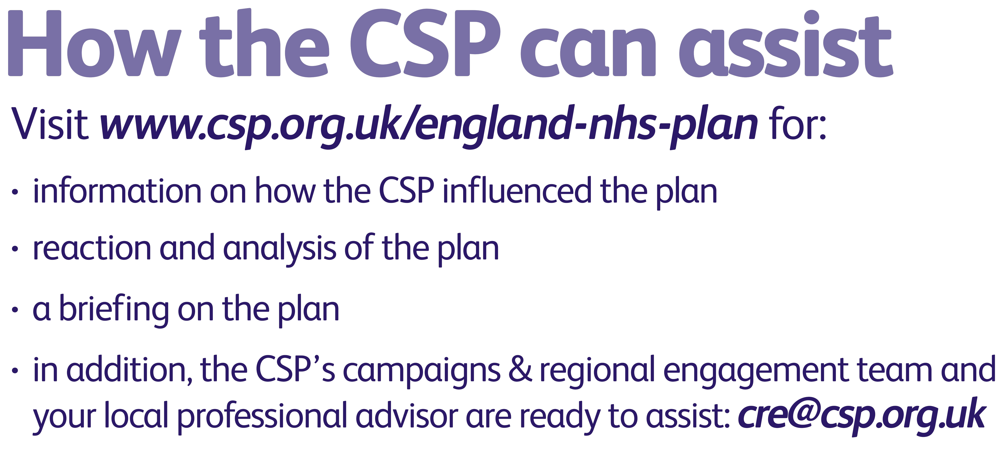 How the CSP can assist
Visit www.csp.org.uk/england-nhs-plan for:
• information on how the CSP influenced the plan
• reaction and analysis of the plan
• a briefing on the plan
• in addition, the CSP’s campaigns & regional engagement team and
your local professional advisor are ready to assist: cre@csp.org.uk